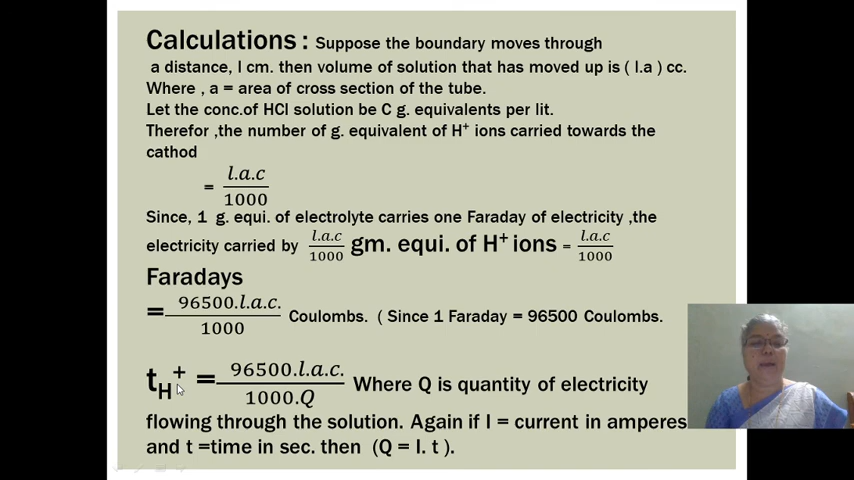 Calculations : Suppose the boundary moves through
a distance, l cm. then volume of solution that has moved up is ( l.a ) cc.
Where , a = area of cross section of the tube.
Let the conc.of HCl solution be C g. equivalents per lit.
Therefor ,the number of g. equivalent of H⁺ ions carried towards the
cathod
= l.a.c / 1000
Since, 1 g. equi. of electrolyte carries one Faraday of electricity ,the
electricity carried by l.a.c / 1000 gm. equi. of H⁺ ions = l.a.c / 1000
Faradays
= 96500.l.a.c. / 1000 Coulombs. ( Since 1 Faraday = 96500 Coulombs.
t_H⁺ = 96500.l.a.c. / 1000.Q Where Q is quantity of electricity
flowing through the solution. Again if I = current in amperes
and t =time in sec. then (Q = I. t ).